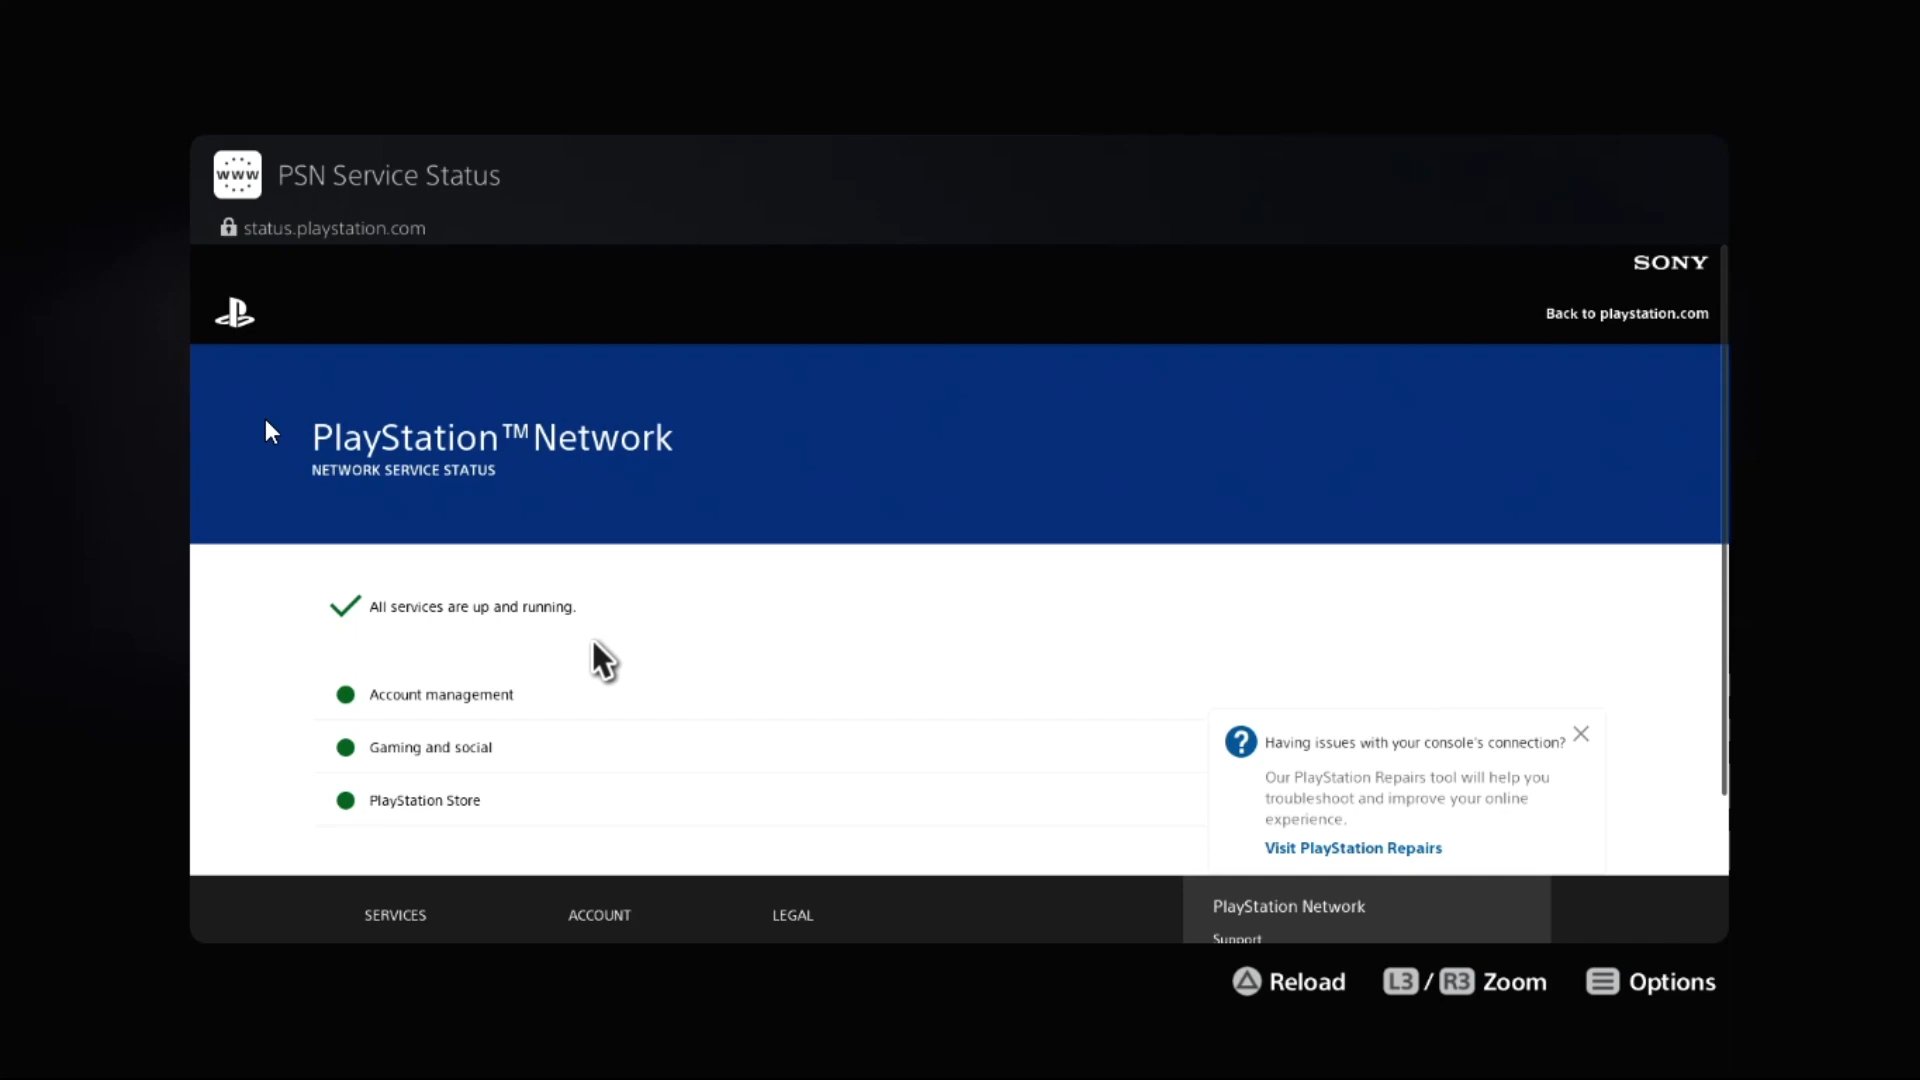 www PSN Service Status
status.playstation.com
SONY
Back to playstation.com
PlayStation™Network
NETWORK SERVICE STATUS
All services are up and running.
Account management
Gaming and social
PlayStation Store
? Having issues with your console's connection?
Our PlayStation Repairs tool will help you
troubleshoot and improve your online
experience.
Visit PlayStation Repairs
SERVICES
ACCOUNT
LEGAL
PlayStation Network
Support
Reload L3 / R3 Zoom Options